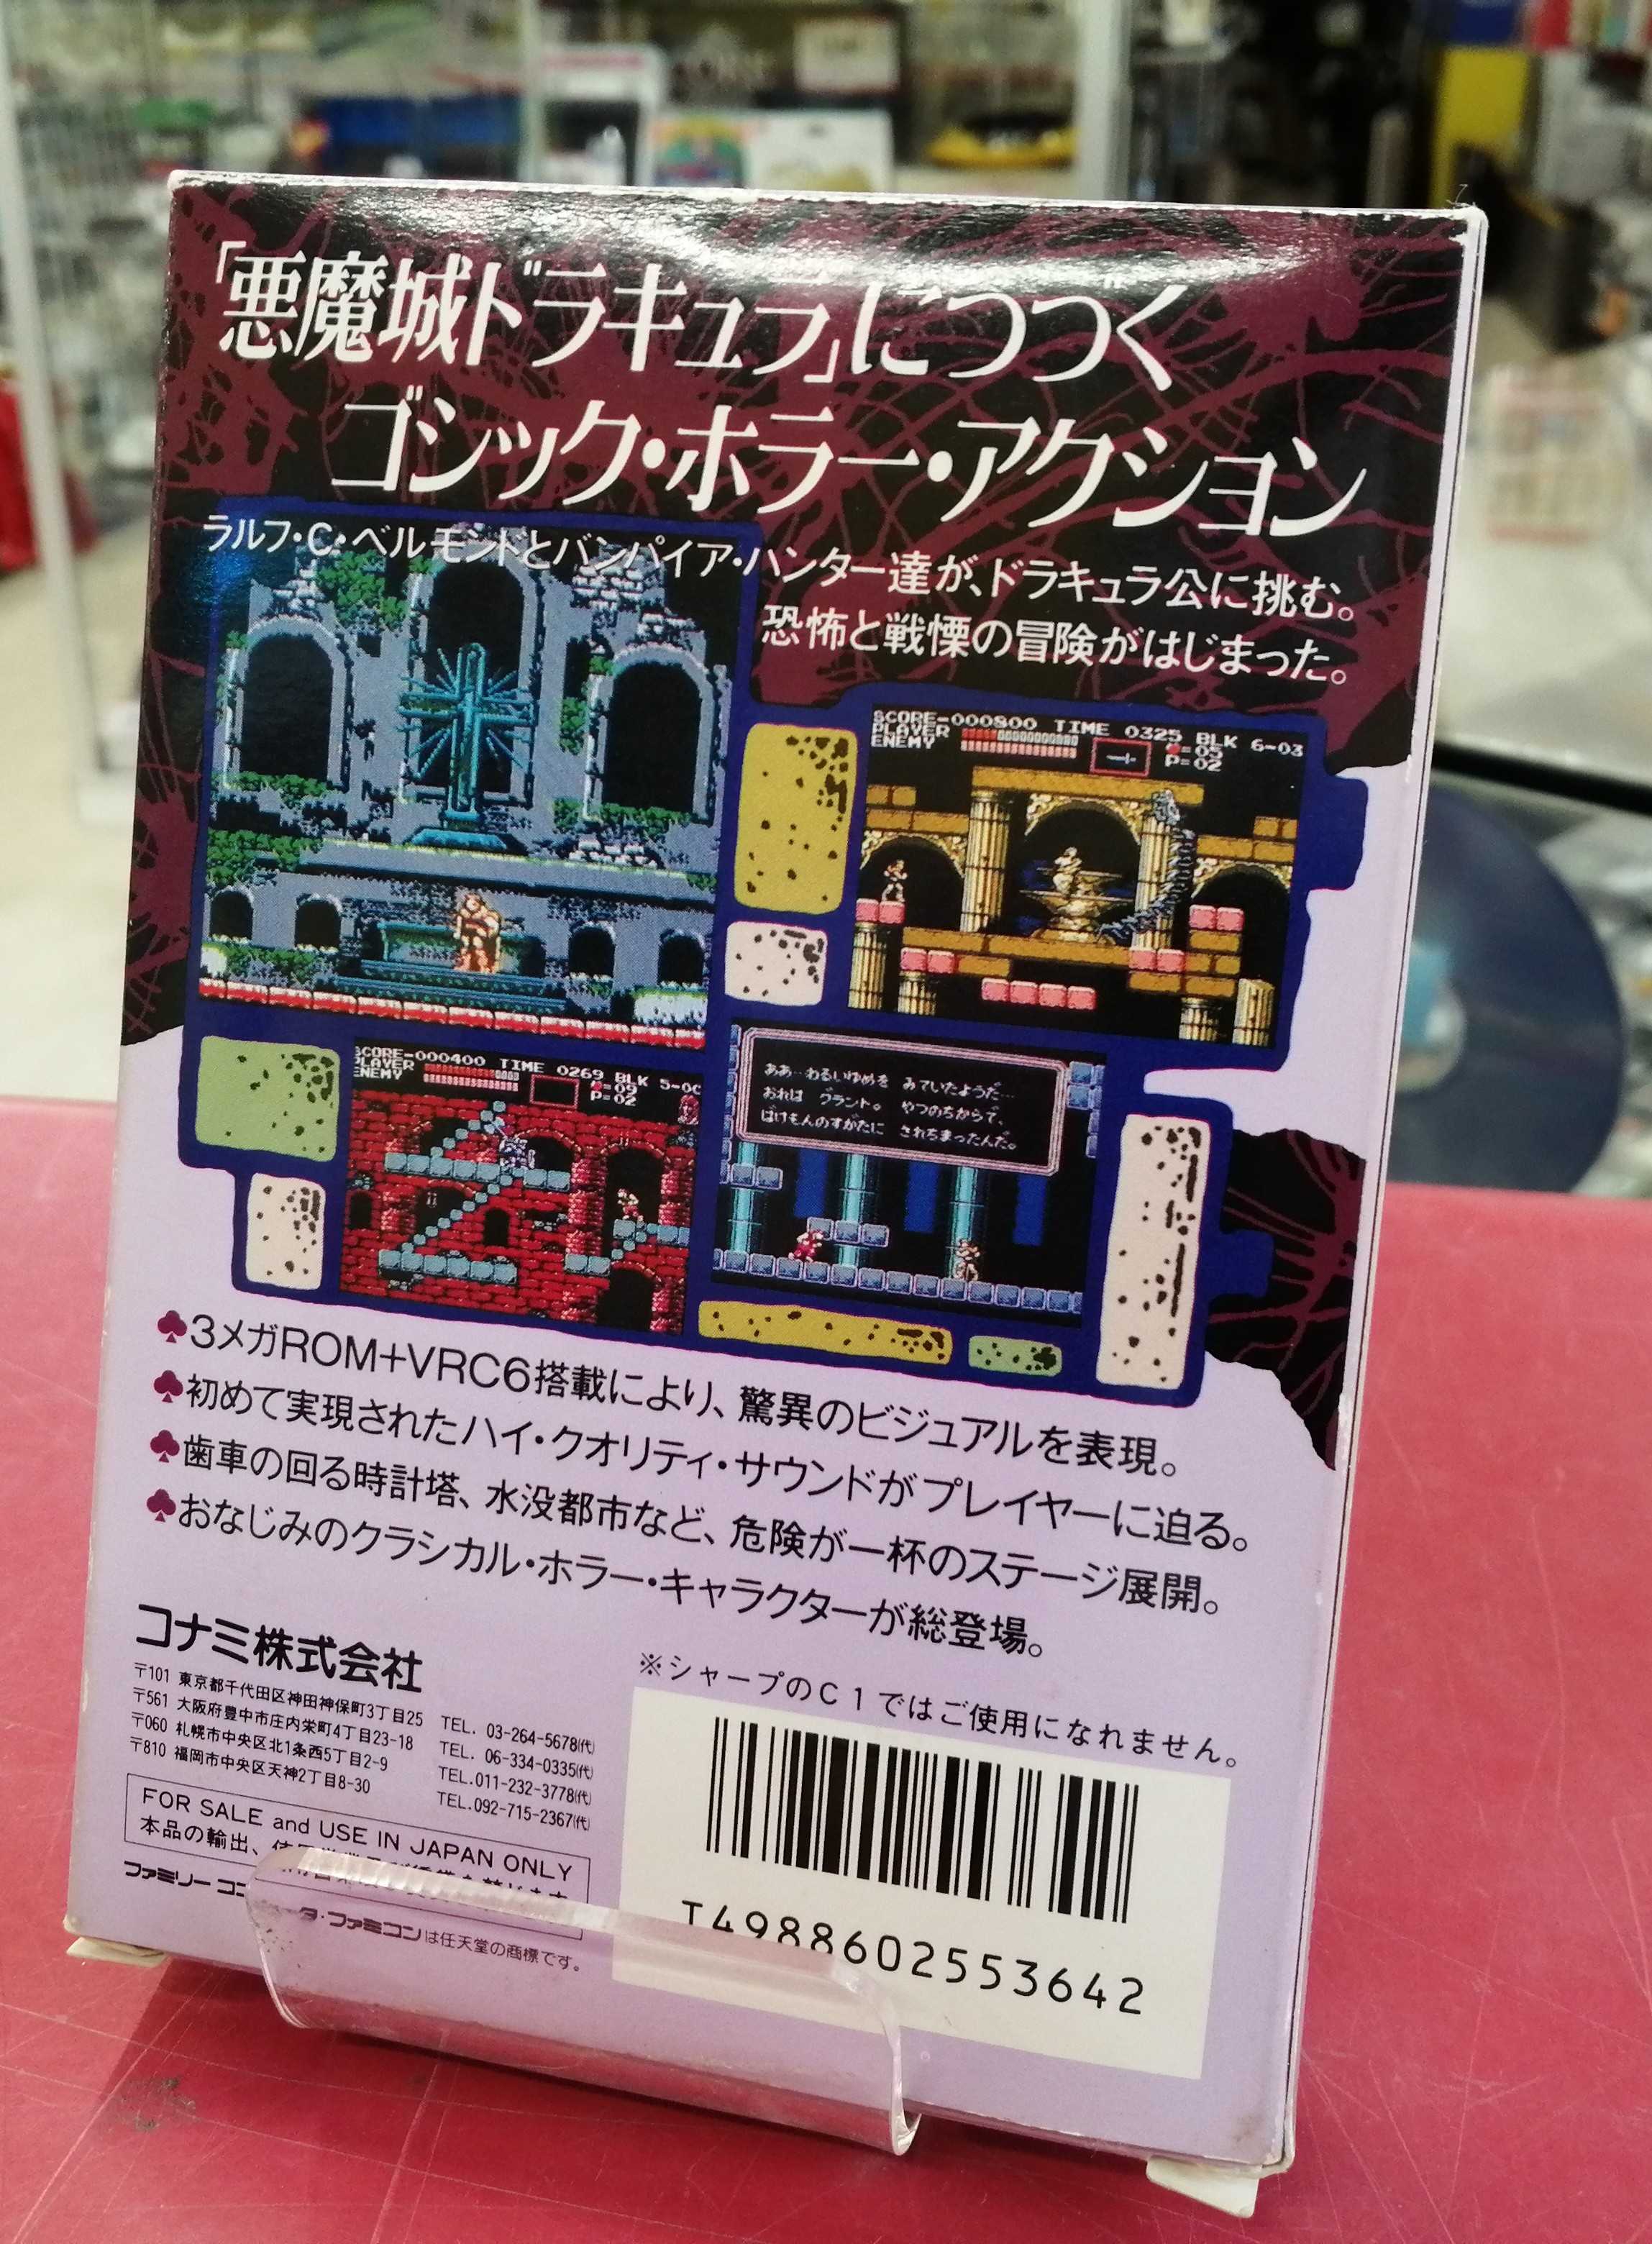 「悪魔城ドラキュラ」につづく
ゴシック・ホラー・アクション
ラルフ・C・ベルモンドとバンパイア・ハンター達が、ドラキュラ公に挑む。
恐怖と戦慄の冒険がはじまった。
SCORE-000800 TIME 0325 BLK 6-03
PLAYER =05
ENEMY P=02
SCORE-000400 TIME 0269 BLK 5-0C
PLAYER =09
ENEMY P=02
ああ…わるいゆめを みていたようだ…
おれは グラント。 やつのちからで、
ばけもんのすがたに されちまったんだ。
3メガROM+VRC6搭載により、驚異のビジュアルを表現。
初めて実現されたハイ・クオリティ・サウンドがプレイヤーに迫る。
歯車の回る時計塔、水没都市など、危険が一杯のステージ展開。
おなじみのクラシカル・ホラー・キャラクターが総登場。
コナミ株式会社
〒101 東京都千代田区神田神保町3丁目25 TEL. 03-264-5678(代)
〒561 大阪府豊中市庄内栄町4丁目23-18 TEL. 06-334-0335(代)
〒060 札幌市中央区北1条西5丁目2-9 TEL.011-232-3778(代)
〒810 福岡市中央区天神2丁目8-30 TEL.092-715-2367(代)
FOR SALE and USE IN JAPAN ONLY
本品の輸出、
ファミリー コ
タ・ファミコンは任天堂の商標です。
※シャープのC1ではご使用になれません。
T4988602553642